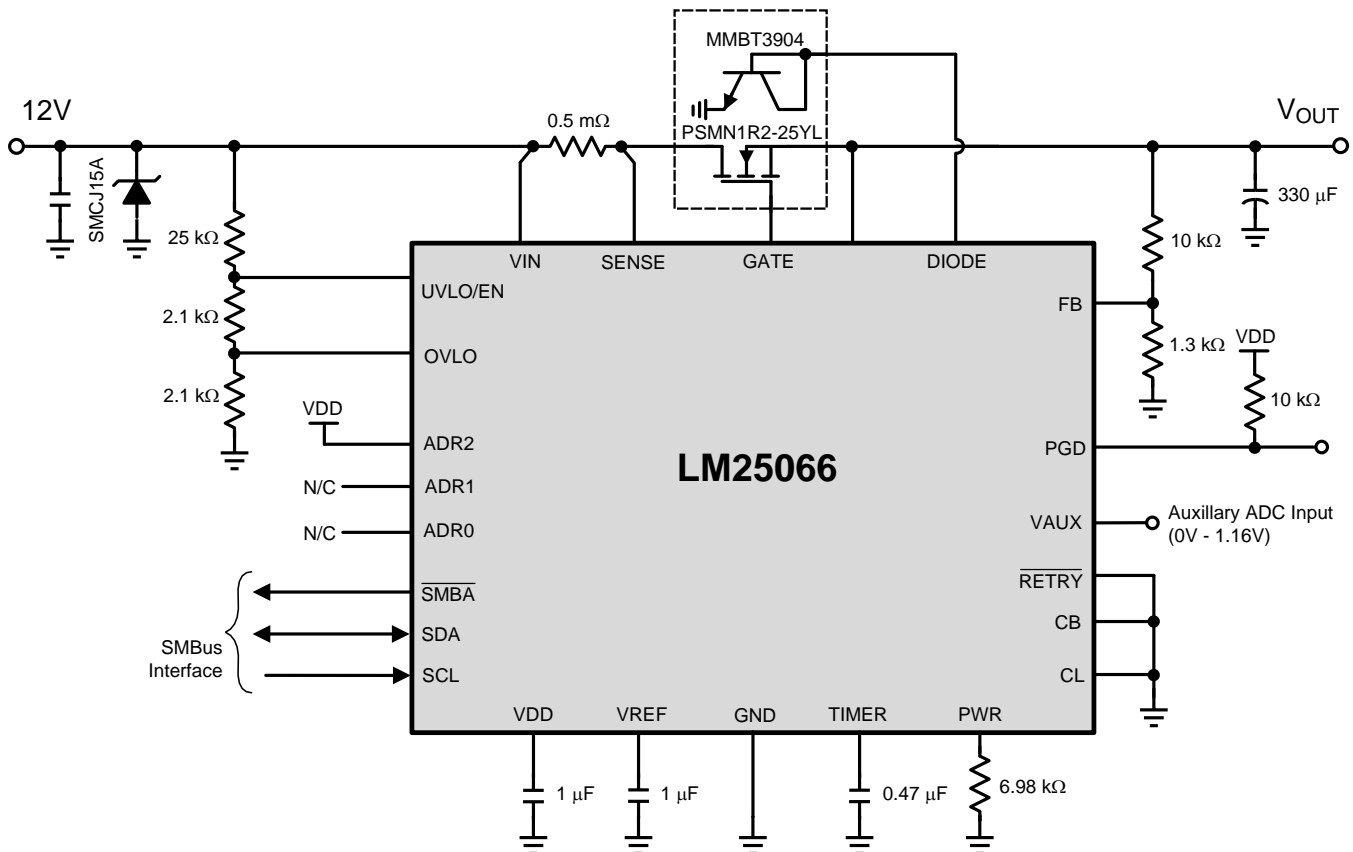 MMBT3904
12V
0.5 mΩ
PSMN1R2-25YL
VOUT
SMCJ15A
330 μF
25 kΩ
10 kΩ
VIN
SENSE
GATE
DIODE
UVLO/EN
FB
2.1 kΩ
1.3 kΩ
VDD
OVLO
2.1 kΩ
10 kΩ
VDD
ADR2
PGD
LM25066
N/C
ADR1
VAUX
Auxillary ADC Input
(0V - 1.16V)
N/C
ADR0
RETRY
SMBA
CB
SDA
SMBus
Interface
SCL
CL
VDD
VREF
GND
TIMER
PWR
1 μF
1 μF
0.47 μF
6.98 kΩ